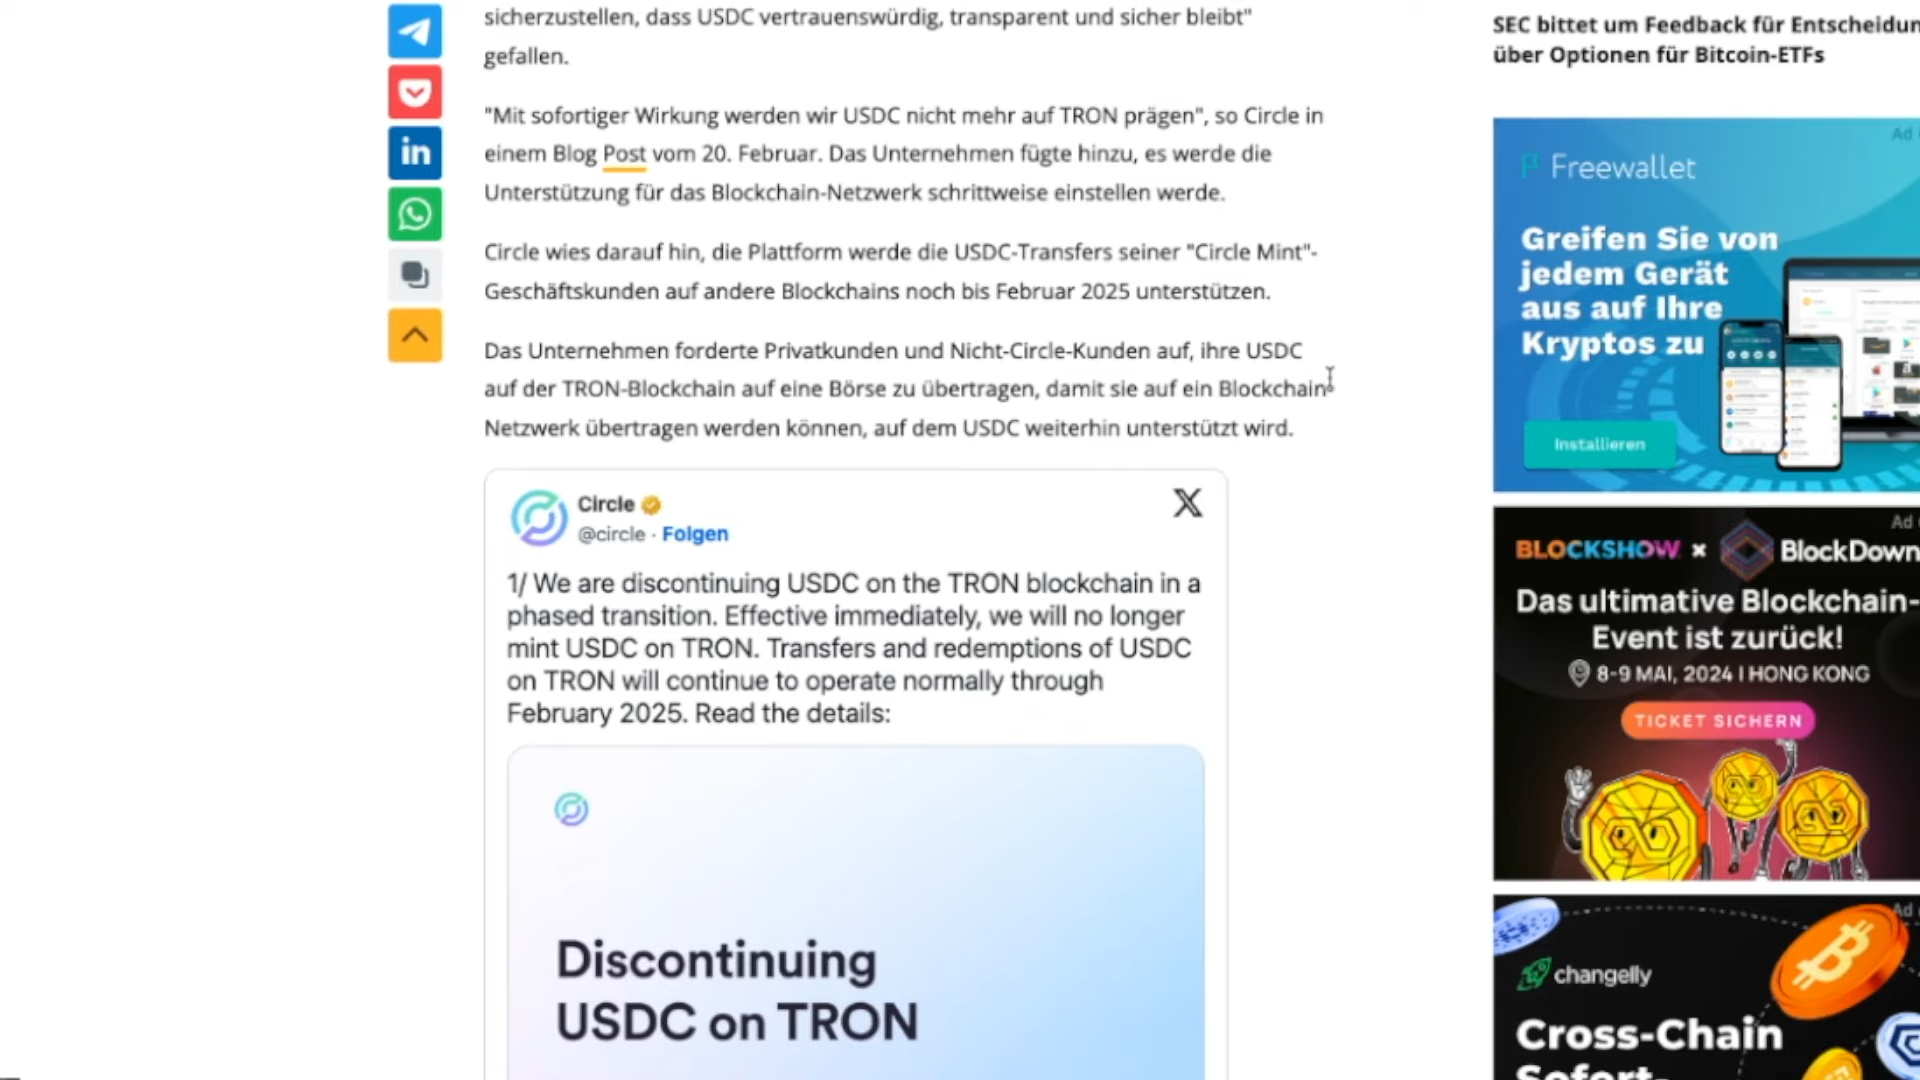 sicherzustellen, dass USDC vertrauenswürdig, transparent und sicher bleibt"
gefallen.
"Mit sofortiger Wirkung werden wir USDC nicht mehr auf TRON prägen", so Circle in
einem Blog Post vom 20. Februar. Das Unternehmen fügte hinzu, es werde die
Unterstützung für das Blockchain-Netzwerk schrittweise einstellen werde.
Circle wies darauf hin, die Plattform werde die USDC-Transfers seiner "Circle Mint"-
Geschäftskunden auf andere Blockchains noch bis Februar 2025 unterstützen.
Das Unternehmen forderte Privatkunden und Nicht-Circle-Kunden auf, ihre USDC
auf der TRON-Blockchain auf eine Börse zu übertragen, damit sie auf ein Blockchain-
Netzwerk übertragen werden können, auf dem USDC weiterhin unterstützt wird.
Circle
@circle · Folgen
1/ We are discontinuing USDC on the TRON blockchain in a
phased transition. Effective immediately, we will no longer
mint USDC on TRON. Transfers and redemptions of USDC
on TRON will continue to operate normally through
February 2025. Read the details:
Discontinuing
USDC on TRON
SEC bittet um Feedback für Entscheidun
über Optionen für Bitcoin-ETFs
Ad
Freewallet
Greifen Sie von
jedem Gerät
aus auf Ihre
Kryptos zu
Installieren
Ad
BLOCKSHOW × BlockDown
Das ultimative Blockchain-
Event ist zurück!
8-9 MAI, 2024 | HONG KONG
TICKET SICHERN
Ad
changelly
Cross-Chain
Sofort-